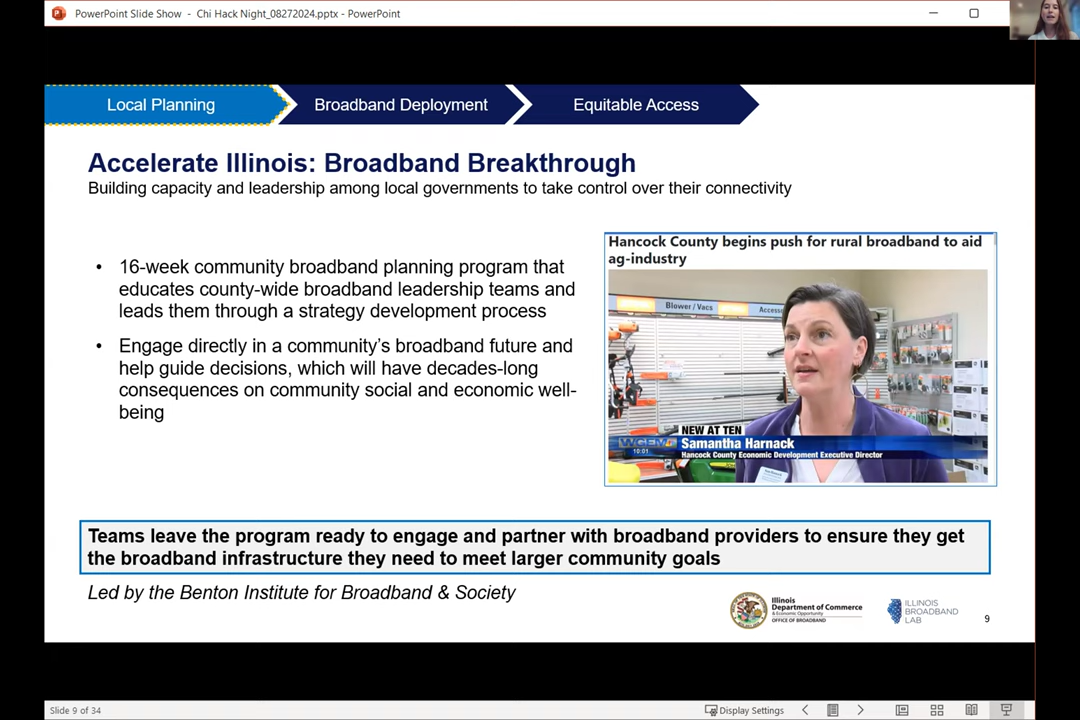 PowerPoint Slide Show - Chi Hack Night_08272024.pptx - PowerPoint
Local Planning
Broadband Deployment
Equitable Access
Accelerate Illinois: Broadband Breakthrough
Building capacity and leadership among local governments to take control over their connectivity
• 16-week community broadband planning program that
educates county-wide broadband leadership teams and
leads them through a strategy development process
• Engage directly in a community's broadband future and
help guide decisions, which will have decades-long
consequences on community social and economic well-
being
Hancock County begins push for rural broadband to aid
ag-industry
Blower / Vacs
NEW AT TEN
WGEM
10:01
Samantha Harnack
Hancock County Economic Development Executive Director
Teams leave the program ready to engage and partner with broadband providers to ensure they get
the broadband infrastructure they need to meet larger community goals
Led by the Benton Institute for Broadband & Society
Illinois
Department of Commerce
& Economic Opportunity
OFFICE OF BROADBAND
ILLINOIS
BROADBAND
LAB
9
Slide 9 of 34
Display Settings